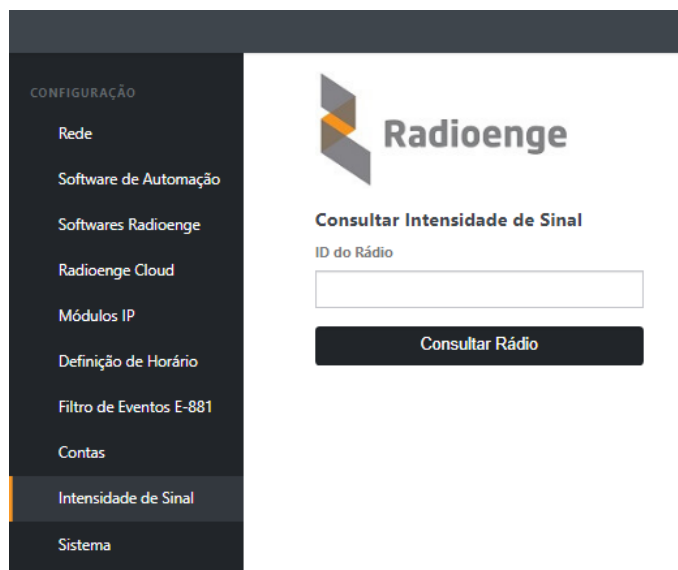 CONFIGURAÇÃO
Rede
Software de Automação
Softwares Radioenge
Radioenge Cloud
Módulos IP
Definição de Horário
Filtro de Eventos E-881
Contas
Intensidade de Sinal
Sistema
Radioenge
Consultar Intensidade de Sinal
ID do Rádio
Consultar Rádio